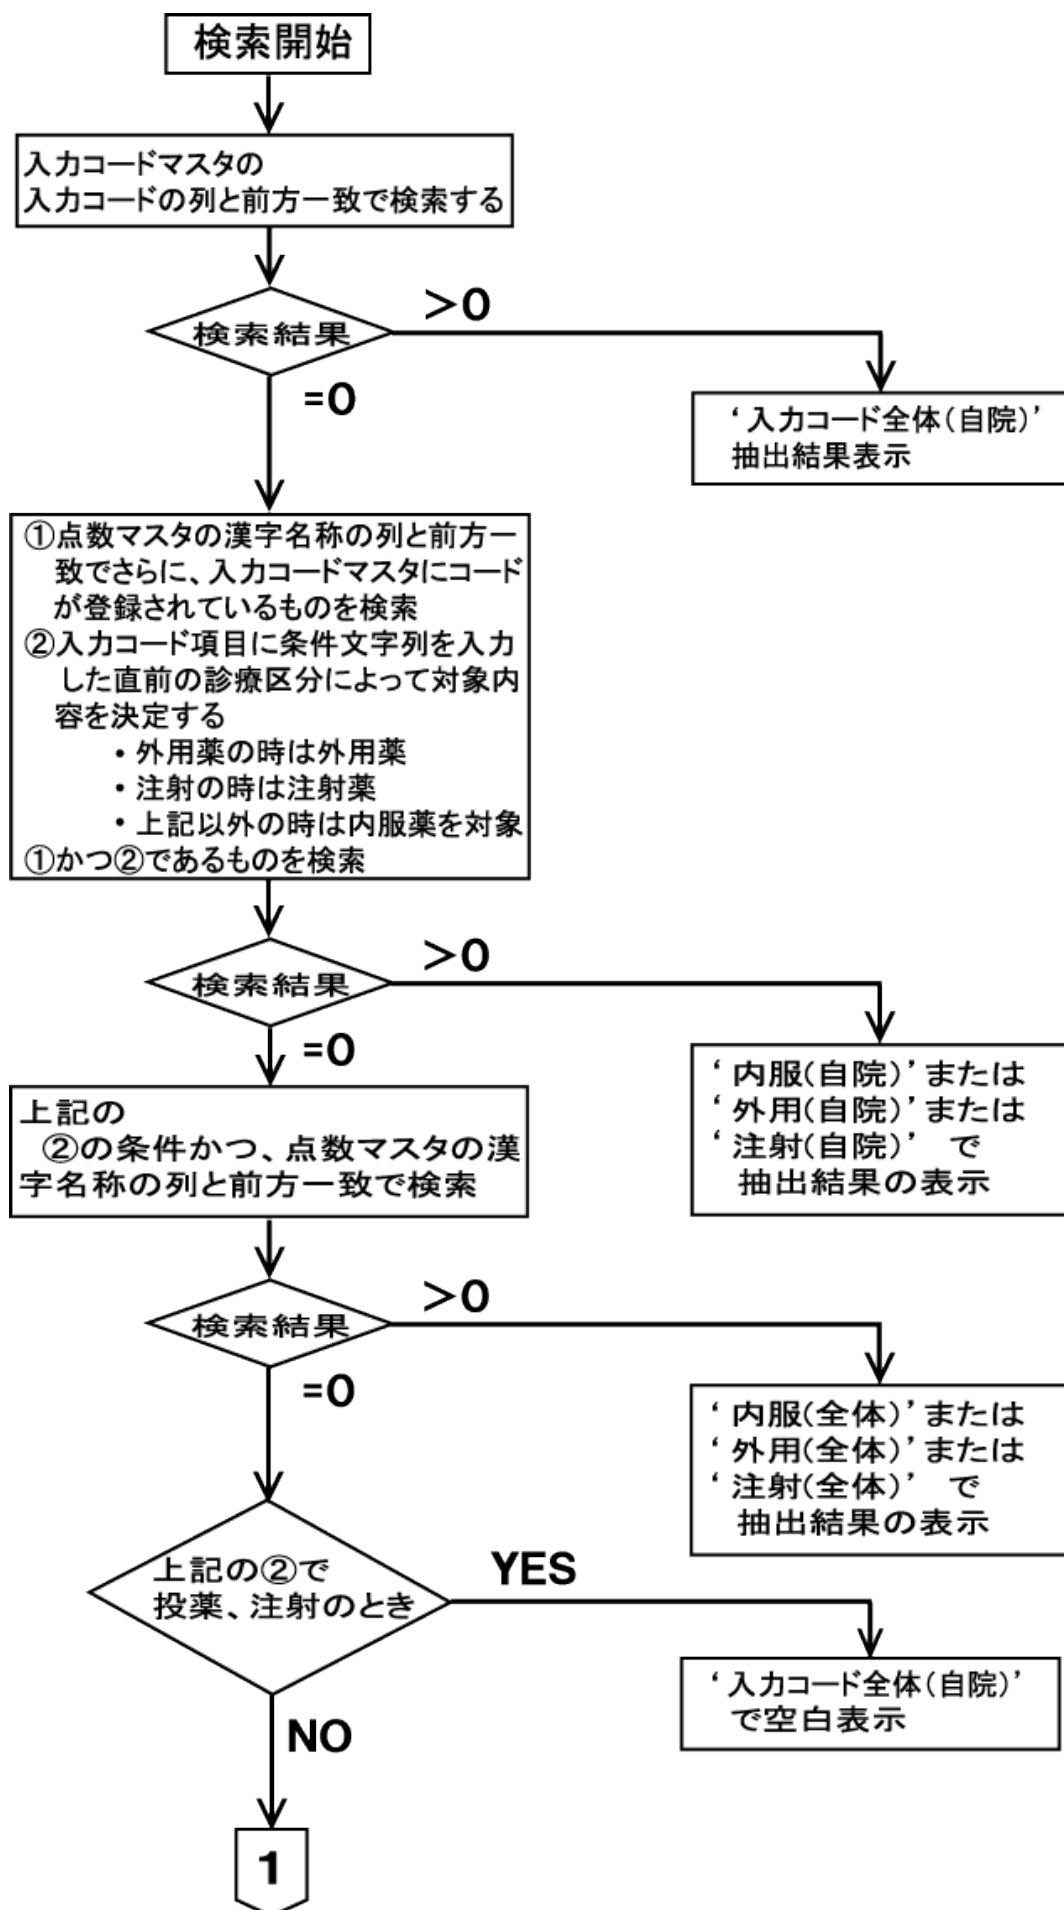 検索開始
入力コードマスタの
入力コードの列と前方一致で検索する
検索結果
＞0
=0
‘入力コード全体(自院)’
抽出結果表示
①点数マスタの漢字名称の列と前方一
致でさらに、入力コードマスタにコード
が登録されているものを検索
②入力コード項目に条件文字列を入力
した直前の診療区分によって対象内
容を決定する
・外用薬の時は外用薬
・注射の時は注射薬
・上記以外の時は内服薬を対象
①かつ②であるものを検索
検索結果
＞0
=0
‘内服(自院)’または
‘外用(自院)’または
‘注射(自院)’ で
抽出結果の表示
上記の
②の条件かつ、点数マスタの漢
字名称の列と前方一致で検索
検索結果
＞0
=0
‘内服(全体)’または
‘外用(全体)’または
‘注射(全体)’ で
抽出結果の表示
上記の②で
投薬、注射のとき
YES
‘入力コード全体(自院)’
で空白表示
NO
1